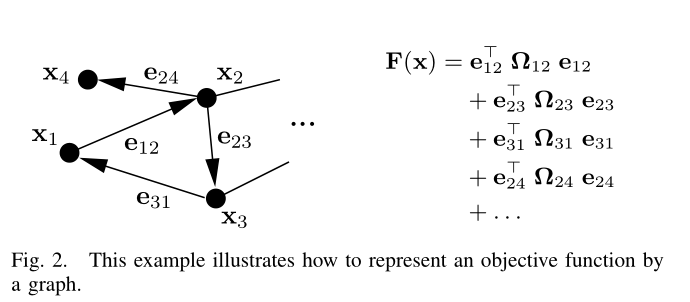 x₄ e₂₄ x₂
x₁ e₁₂ e₂₃ ...
e₃₁ x₃
F(x) = e₁₂⊤ Ω₁₂ e₁₂
+ e₂₃⊤ Ω₂₃ e₂₃
+ e₃₁⊤ Ω₃₁ e₃₁
+ e₂₄⊤ Ω₂₄ e₂₄
+ ...
Fig. 2. This example illustrates how to represent an objective function by
a graph.